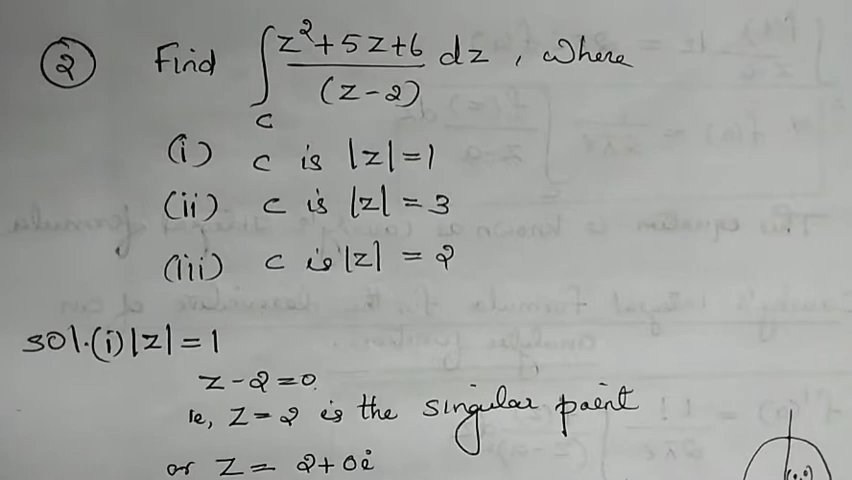 ② Find ∫_C (z²+5z+6)/(z-2) dz, where
(i) c is |z|=1
(ii) c is |z| = 3
(iii) c is |z| = 2
sol.(i) |z| = 1
z-2=0.
ie, z=2 is the singular point
or z= 2+0i